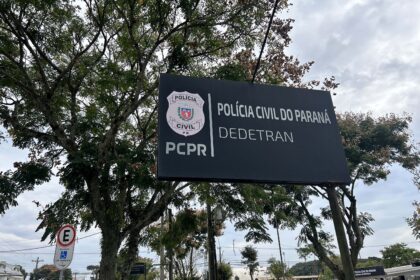 POLÍCIA
CIVIL
PCPR
POLÍCIA CIVIL DO PARANÁ
DEDETRAN
E